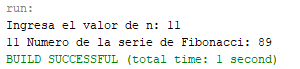 run:
Ingresa el valor de n: 11
11 Numero de la serie de Fibonacci: 89
BUILD SUCCESSFUL (total time: 1 second)